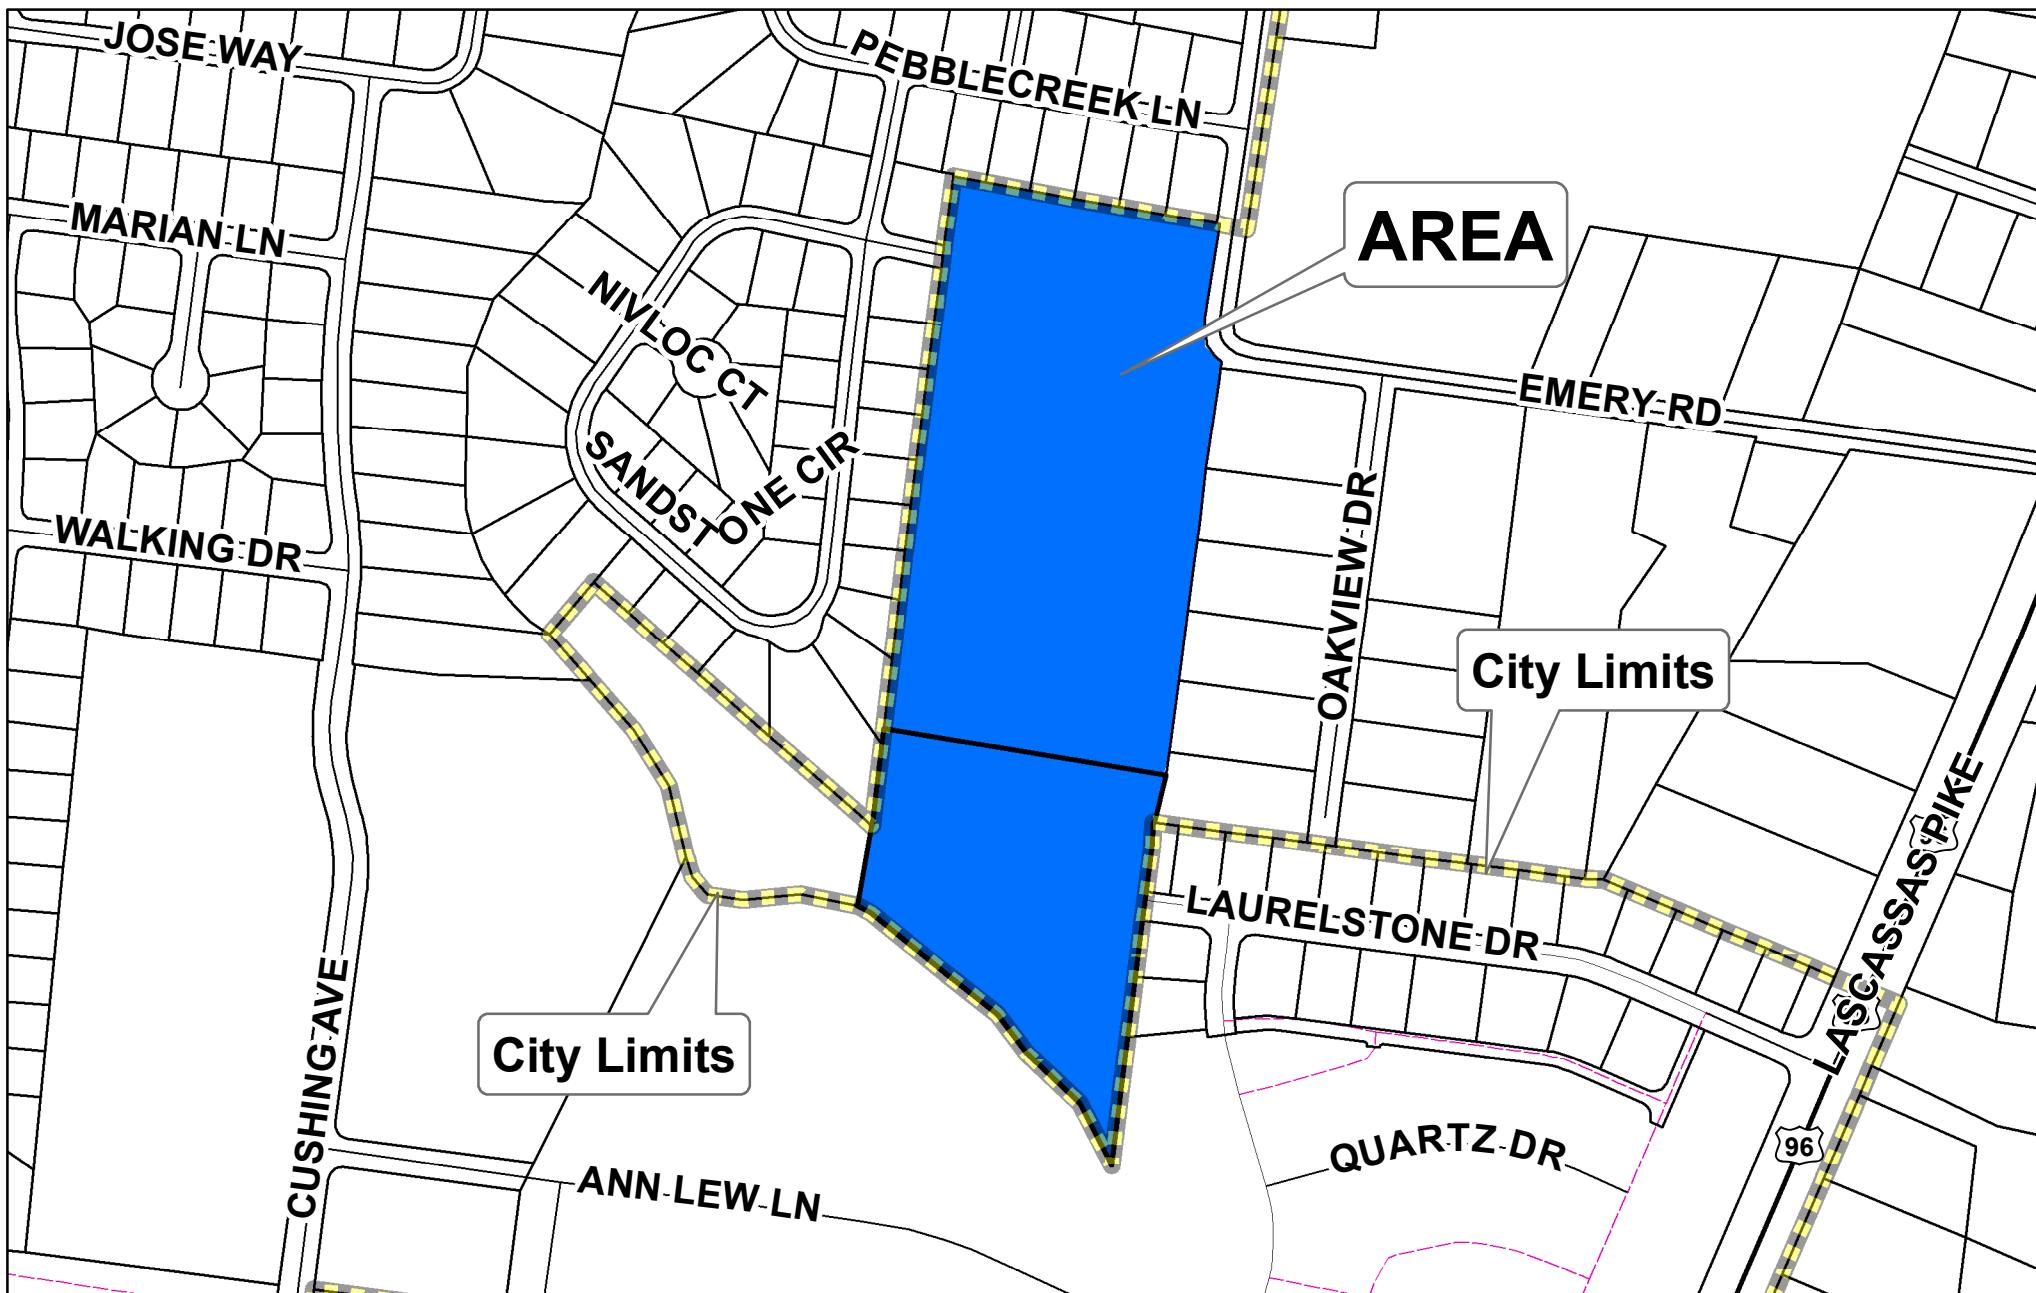 JOSE WAY
PEBBLECREEK LN
AREA
MARIAN LN
NIVLOC CT
EMERY RD
SANDSTONE CIR
OAKVIEW DR
WALKING DR
City Limits
LASCASSAS PIKE
LAURELSTONE DR
CUSHING AVE
City Limits
QUARTZ DR
96
ANN LEW LN